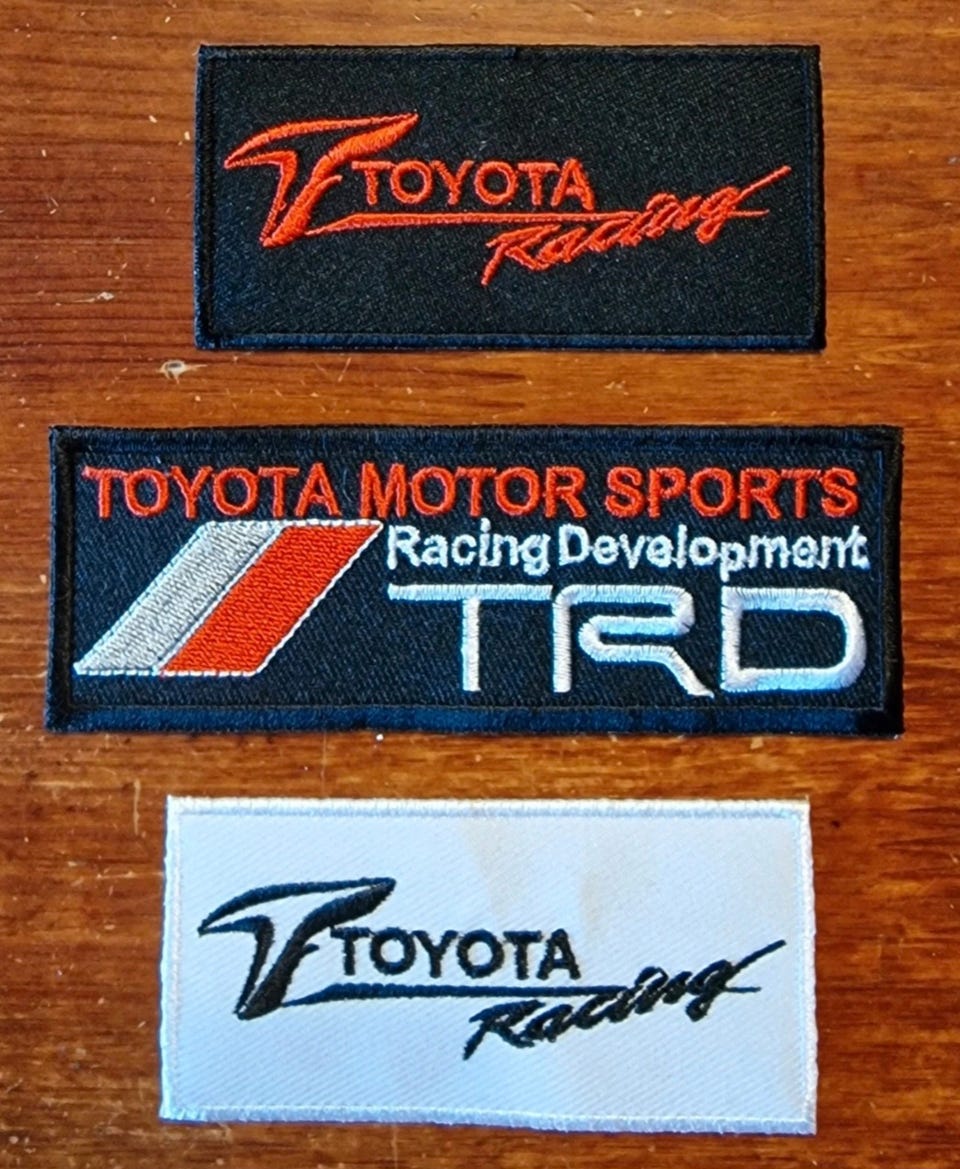 TOYOTA
Racing
TOYOTA MOTOR SPORTS
Racing Development
TRD
TOYOTA
Racing